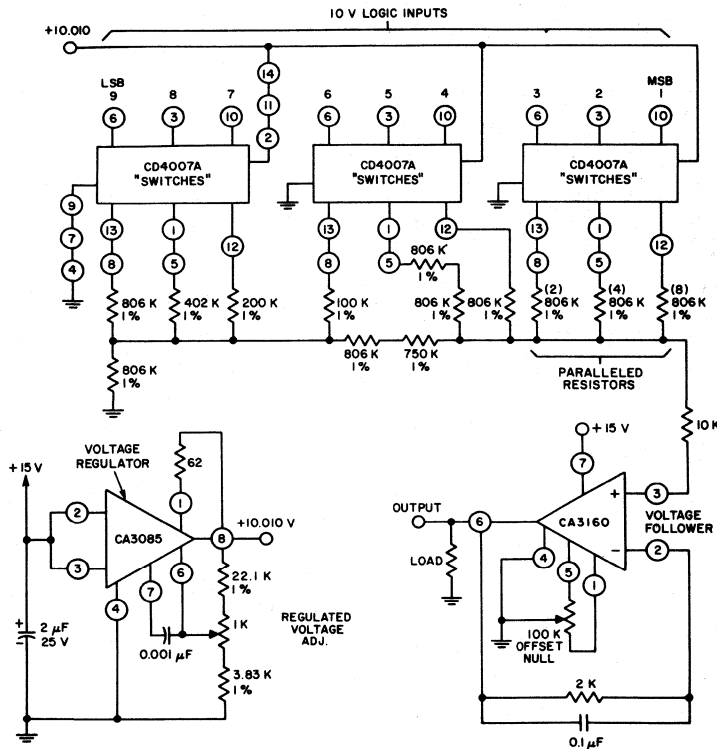 10 V LOGIC INPUTS
+10.010
LSB
9 8 7 6 5 4 3 2 MSB
1
14
11
2
6 3 10 6 3 10 6 3 10
CD4007A
"SWITCHES"
CD4007A
"SWITCHES"
CD4007A
"SWITCHES"
9
7
4
13 1 12 13 1 12 13 1 12
8 5 8 5 8 5
806 K
1%
402 K
1%
200 K
1%
100 K
1%
806 K
1%
806 K
1%
806 K
1%
(2)
806 K
1%
(4)
806 K
1%
(8)
806 K
1%
806 K
1%
806 K
1%
750 K
1%
PARALLELED
RESISTORS
10 K
VOLTAGE
REGULATOR
+15 V
62
1
2
3
CA3085
8
+10.010 V
4
7
6
22.1 K
1%
1K
3.83 K
1%
0.001 μF
2 μF
25 V
+
-
REGULATED
VOLTAGE
ADJ.
+15 V
7
OUTPUT
6
CA3160
+
-
3
2
VOLTAGE
FOLLOWER
LOAD
4
5
1
100 K
OFFSET
NULL
2 K
0.1 μF